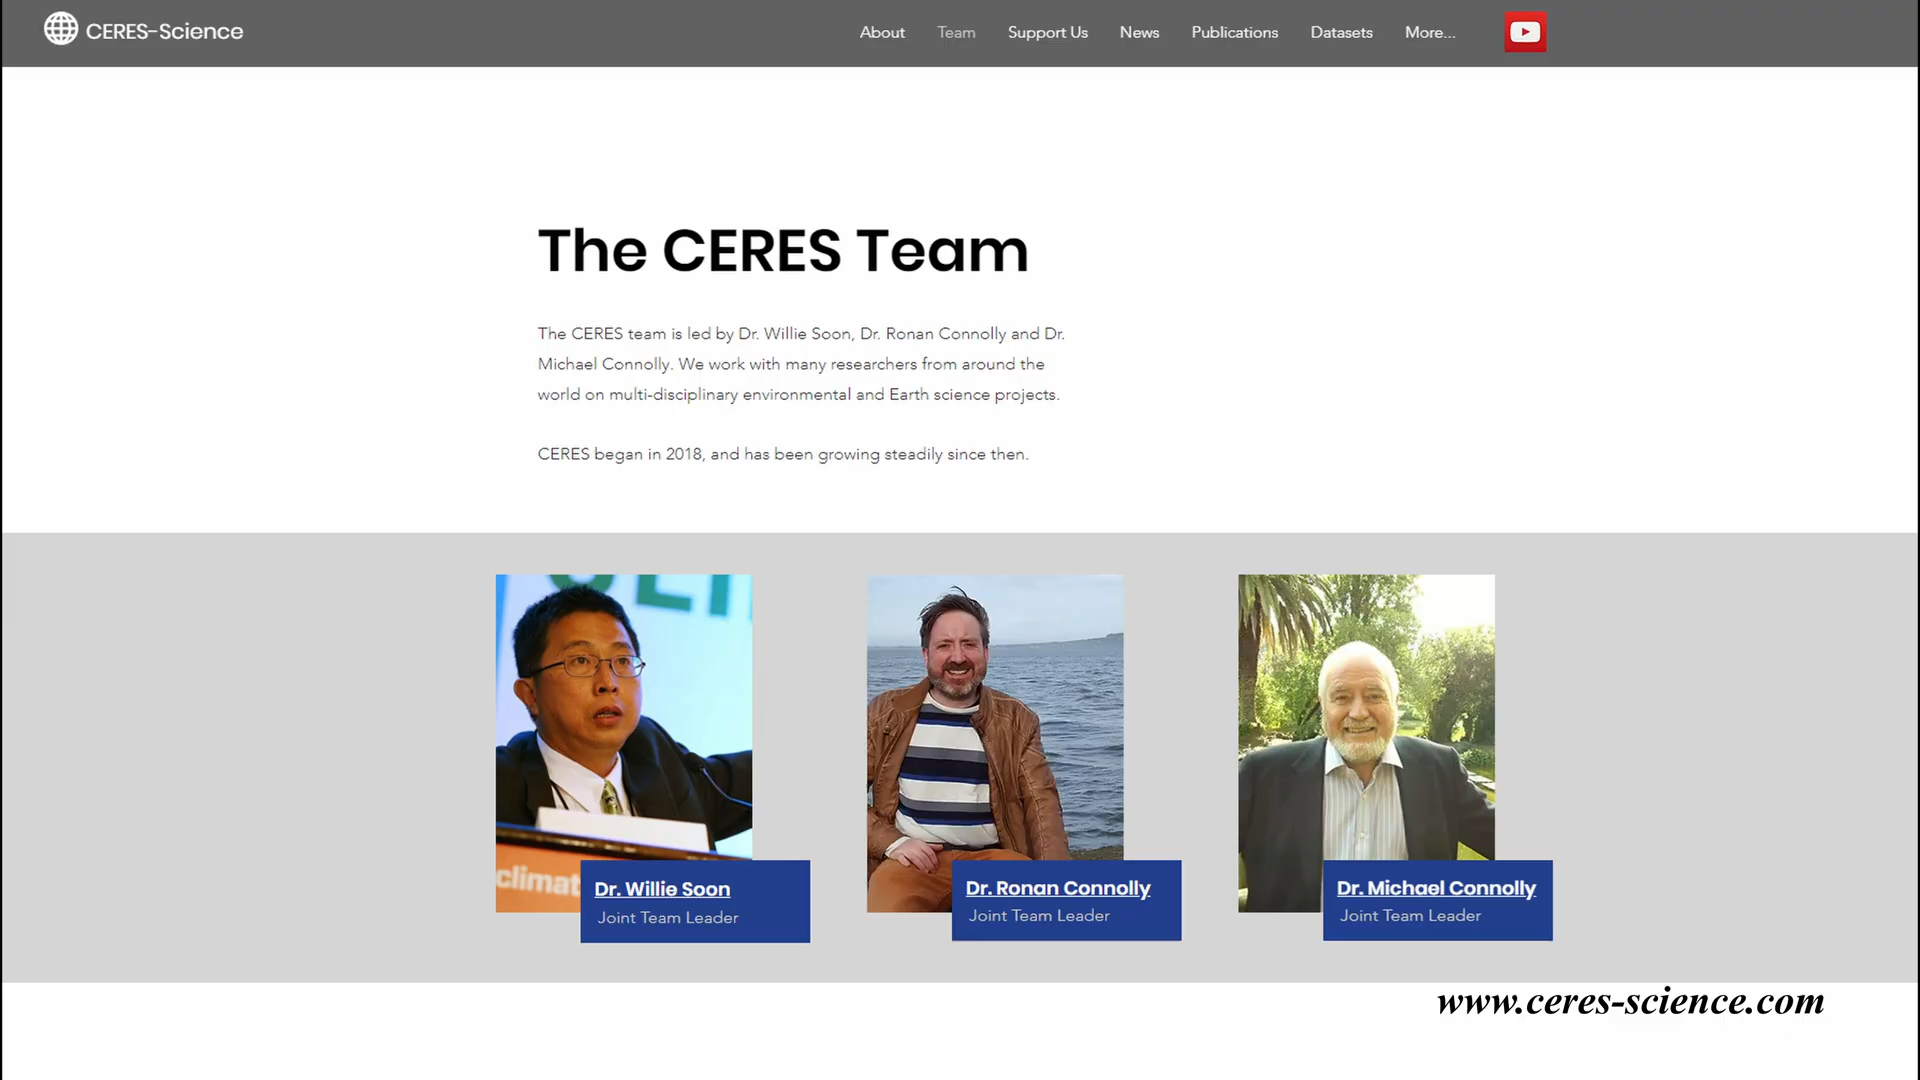 CERES-Science
About
Team
Support Us
News
Publications
Datasets
More...
The CERES Team
The CERES team is led by Dr. Willie Soon, Dr. Ronan Connolly and Dr.
Michael Connolly. We work with many researchers from around the
world on multi-disciplinary environmental and Earth science projects.
CERES began in 2018, and has been growing steadily since then.
climat
Dr. Willie Soon
Joint Team Leader
Dr. Ronan Connolly
Joint Team Leader
Dr. Michael Connolly
Joint Team Leader
www.ceres-science.com